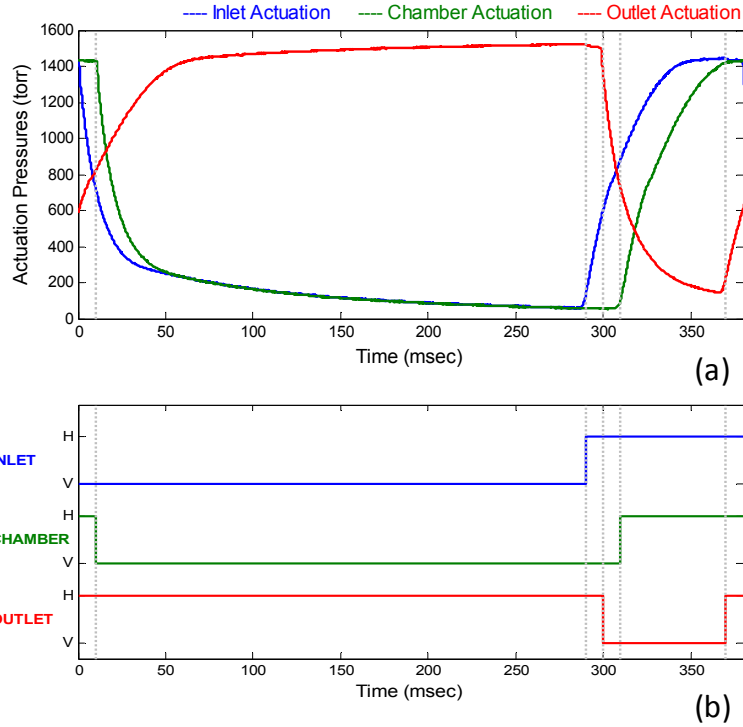 Inlet Actuation Chamber Actuation Outlet Actuation
1600
1400
1200
1000
800
600
400
200
0
Actuation Pressures (torr)
0 50 100 150 200 250 300 350
Time (msec)
(a)
H
NLET
V
H
CHAMBER
V
H
OUTLET
V
0 50 100 150 200 250 300 350
Time (msec)
(b)